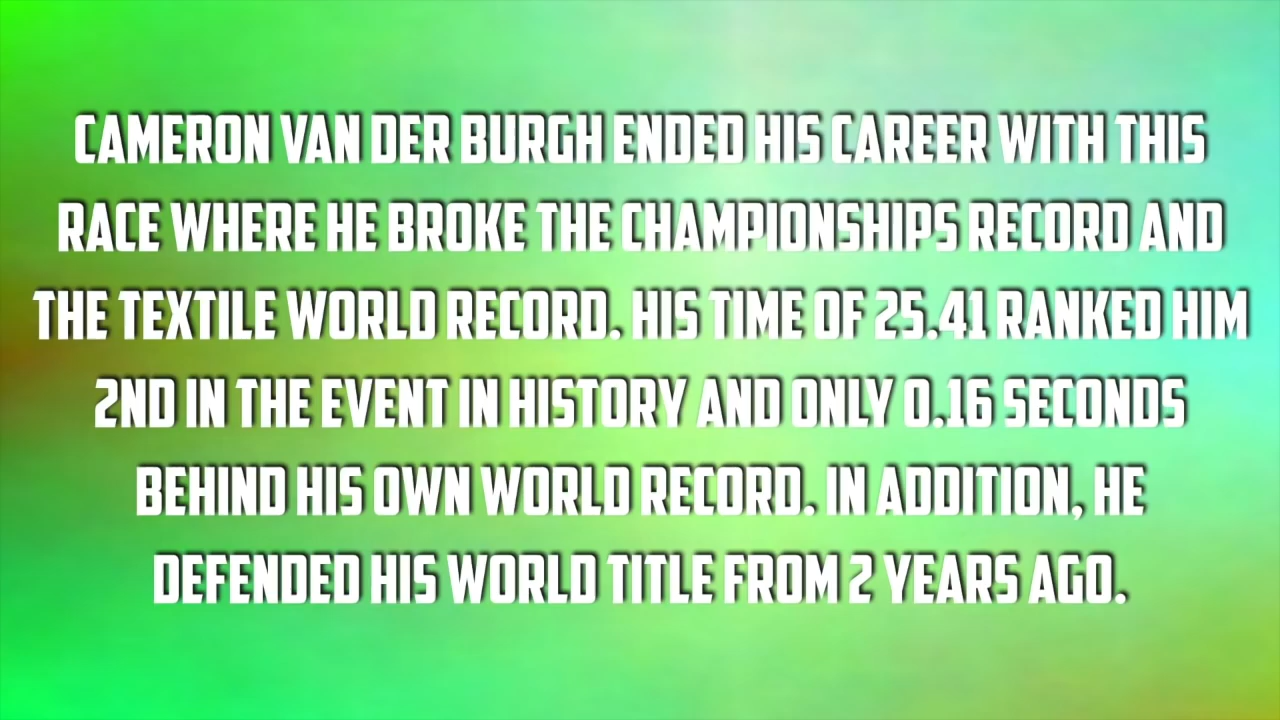 CAMERON VAN DER BURGH ENDED HIS CAREER WITH THIS
RACE WHERE HE BROKE THE CHAMPIONSHIPS RECORD AND
THE TEXTILE WORLD RECORD. HIS TIME OF 25.41 RANKED HIM
2ND IN THE EVENT IN HISTORY AND ONLY 0.16 SECONDS
BEHIND HIS OWN WORLD RECORD. IN ADDITION, HE
DEFENDED HIS WORLD TITLE FROM 2 YEARS AGO.